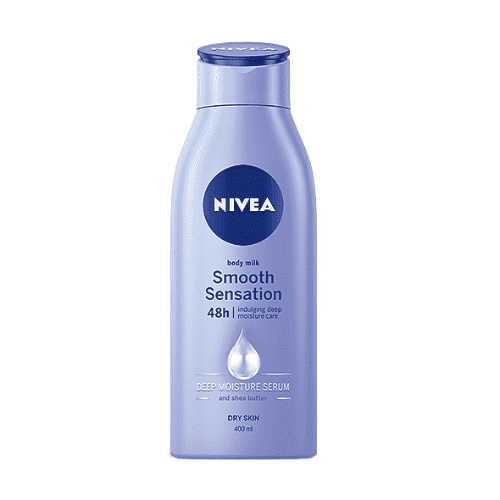 NIVEA
NIVEA
body milk
Smooth
Sensation
48h
indulging deep
moisture care
DEEP MOISTURE SERUM
and shea butter
DRY SKIN
400 ml